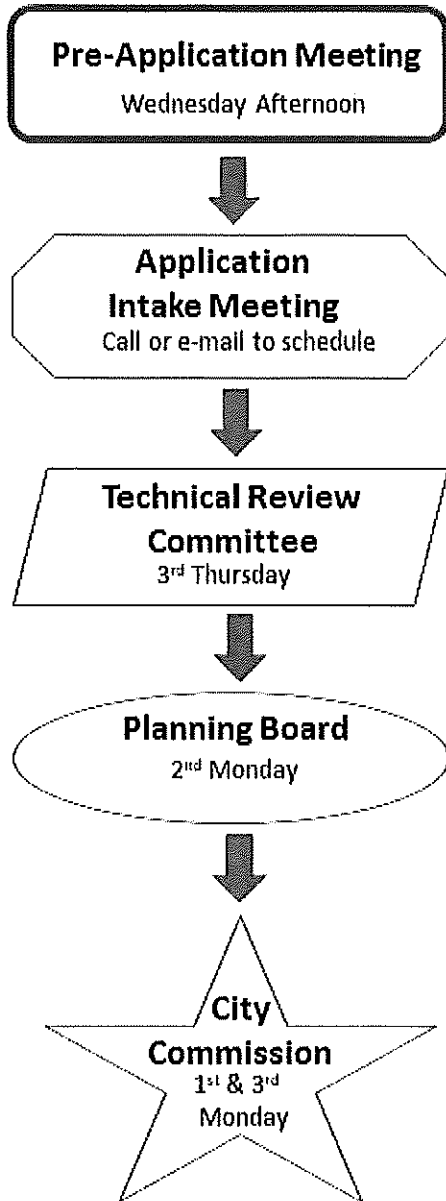 Pre-Application Meeting
Wednesday Afternoon
Application
Intake Meeting
Call or e-mail to schedule
Technical Review
Committee
3rd Thursday
Planning Board
2nd Monday
City
Commission
1st & 3rd
Monday